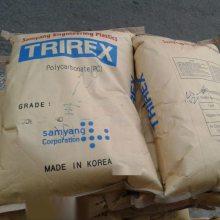 Samyang Engineering Plastics
TRIREX
Polycarbonate(PC)
GRADE :
samyang
Corporation
MADE IN KOREA
TRIREX